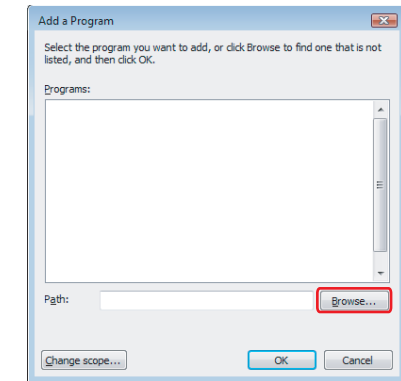 Add a Program
Select the program you want to add, or click Browse to find one that is not
listed, and then click OK.
Programs:
Path:
Browse...
Change scope...
OK
Cancel